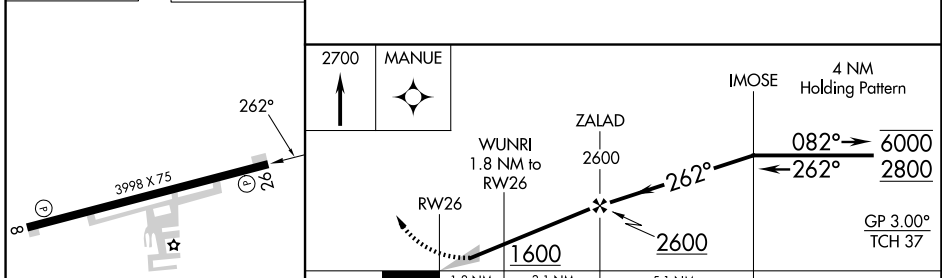 262°
3998 X 75
P
P
26
8
2700
MANUE
4 NM
Holding Pattern
IMOSE
ZALAD
2600
WUNRI
1.8 NM to
RW26
RW26
082°
6000
262°
2800
262°
2600
1600
GP 3.00°
TCH 37